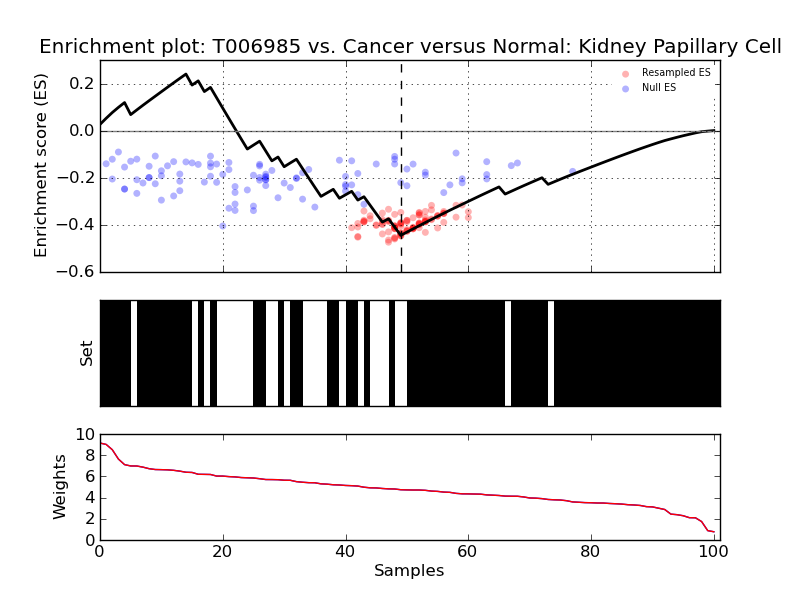 Enrichment plot: T006985 vs. Cancer versus Normal: Kidney Papillary Cell
Enrichment score (ES)
0.2
0.0
−0.2
−0.4
−0.6
Resampled ES
Null ES
Set
Weights
10
8
6
4
2
0
0 20 40 60 80 100
Samples